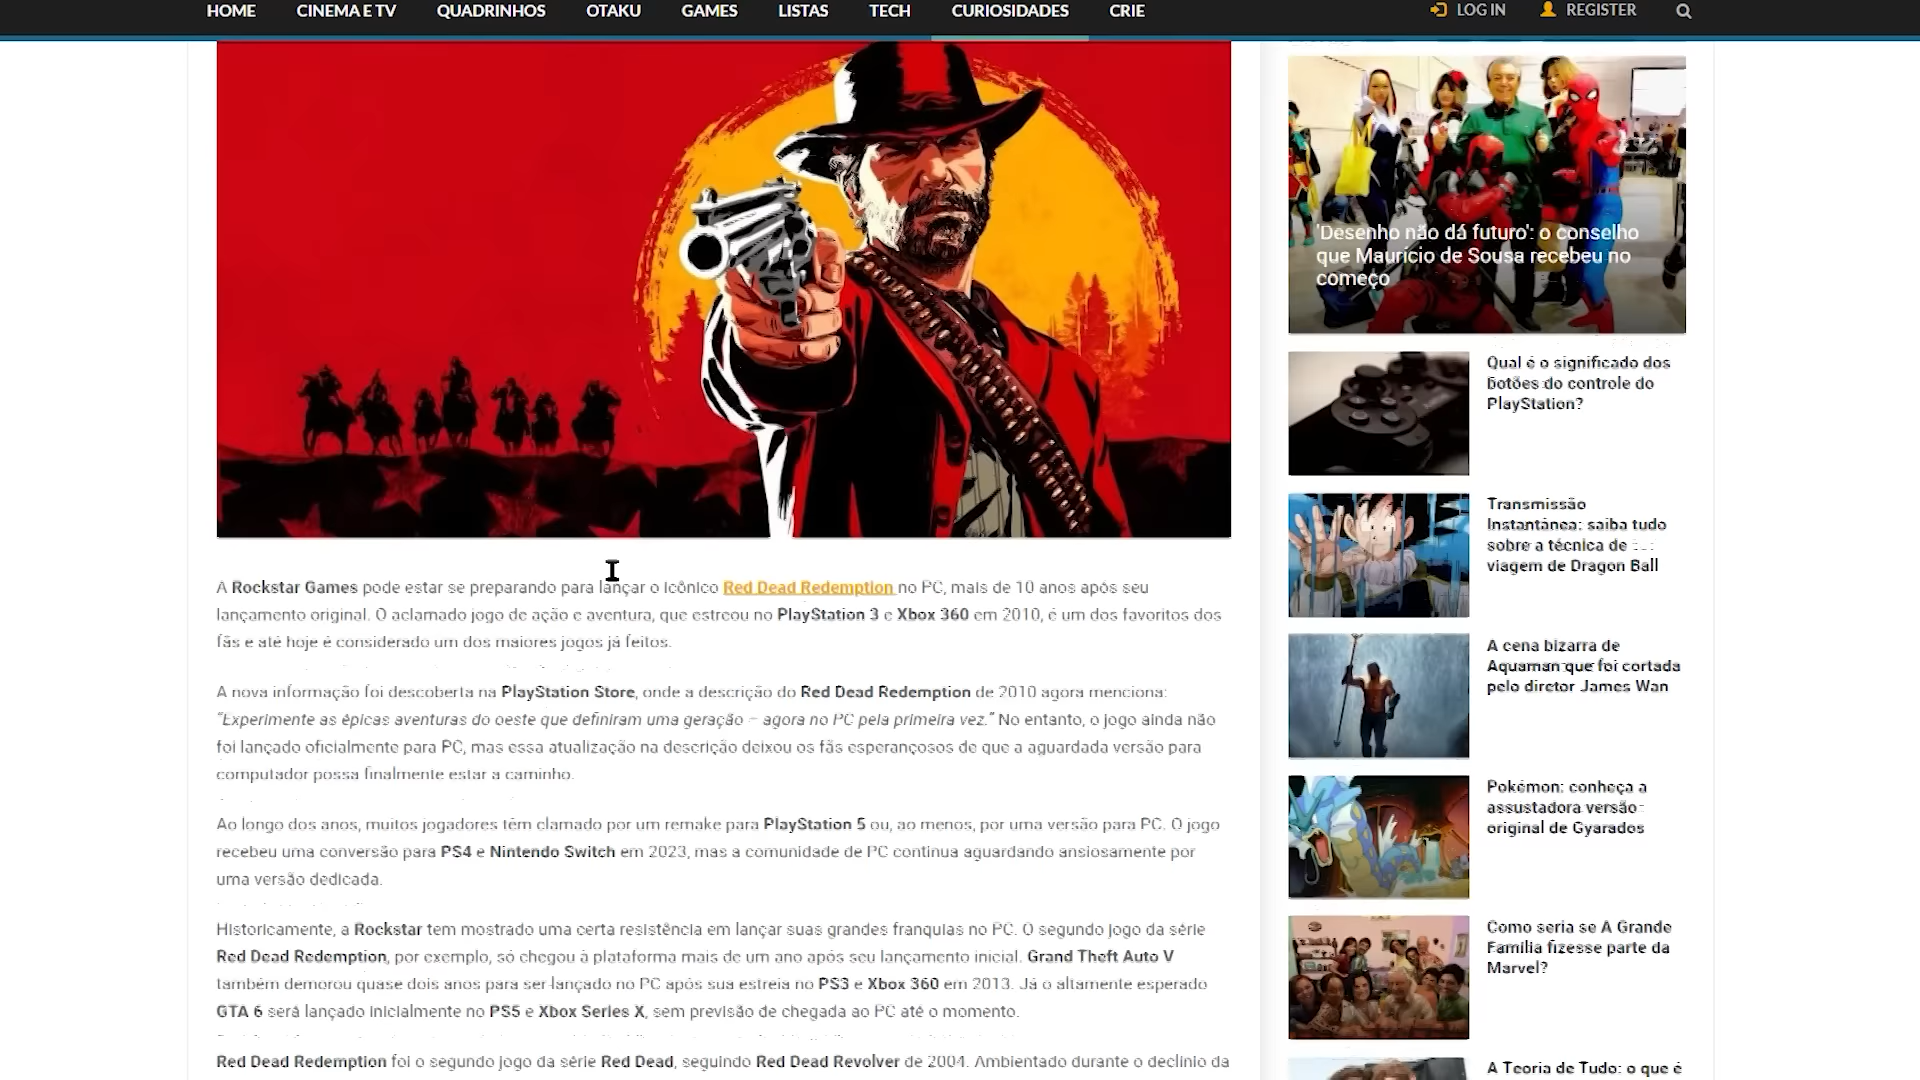 HOME CINEMA E TV QUADRINHOS OTAKU GAMES LISTAS TECH CURIOSIDADES CRIE LOG IN REGISTER
A Rockstar Games pode estar se preparando para lançar o icônico Red Dead Redemption no PC, mais de 10 anos após seu
lançamento original. O aclamado jogo de ação e aventura, que estreou no PlayStation 3 e Xbox 360 em 2010, é um dos favoritos dos
fãs e até hoje é considerado um dos maiores jogos já feitos.
A nova informação foi descoberta na PlayStation Store, onde a descrição do Red Dead Redemption de 2010 agora menciona:
“Experimente as épicas aventuras do oeste que definiram uma geração – agora no PC pela primeira vez.” No entanto, o jogo ainda não
foi lançado oficialmente para PC, mas essa atualização na descrição deixou os fãs esperançosos de que a aguardada versão para
computador possa finalmente estar a caminho.
Ao longo dos anos, muitos jogadores têm clamado por um remake para PlayStation 5 ou, ao menos, por uma versão para PC. O jogo
recebeu uma conversão para PS4 e Nintendo Switch em 2023, mas a comunidade de PC continua aguardando ansiosamente por
uma versão dedicada.
Historicamente, a Rockstar tem mostrado uma certa resistência em lançar suas grandes franquias no PC. O segundo jogo da série
Red Dead Redemption, por exemplo, só chegou à plataforma mais de um ano após seu lançamento inicial. Grand Theft Auto V
também demorou quase dois anos para ser lançado no PC após sua estreia no PS3 e Xbox 360 em 2013. Já o altamente esperado
GTA 6 será lançado inicialmente no PS5 e Xbox Series X, sem previsão de chegada ao PC até o momento.
Red Dead Redemption foi o segundo jogo da série Red Dead, seguindo Red Dead Revolver de 2004. Ambientado durante o declínio da
'Desenho não dá futuro': o conselho
que Mauricio de Sousa recebeu no
começo
Qual é o significado dos
botões do controle do
PlayStation?
Transmissão
Instantânea: saiba tudo
sobre a técnica de
viagem de Dragon Ball
A cena bizarra de
Aquaman que foi cortada
pelo diretor James Wan
Pokémon: conheça a
assustadora versão
original de Gyarados
Como seria se A Grande
Família fizesse parte da
Marvel?
A Teoria de Tudo: o que é